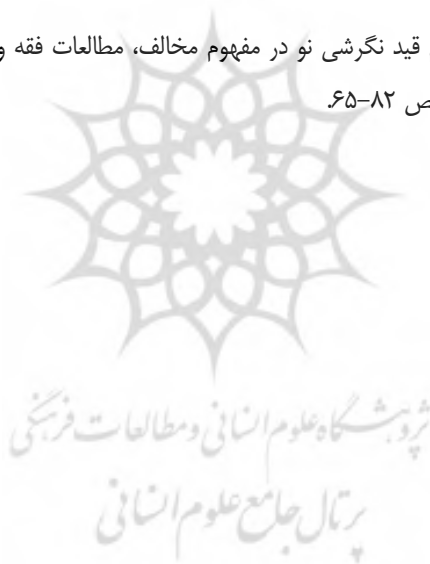 قید نگرشی نو در مفهوم مخالف، مطالعات فقه و
ص ۸۲-۶۵.
پژوهشگاه علوم انسانی و مطالعات فرهنگی
پرتال جامع علوم انسانی